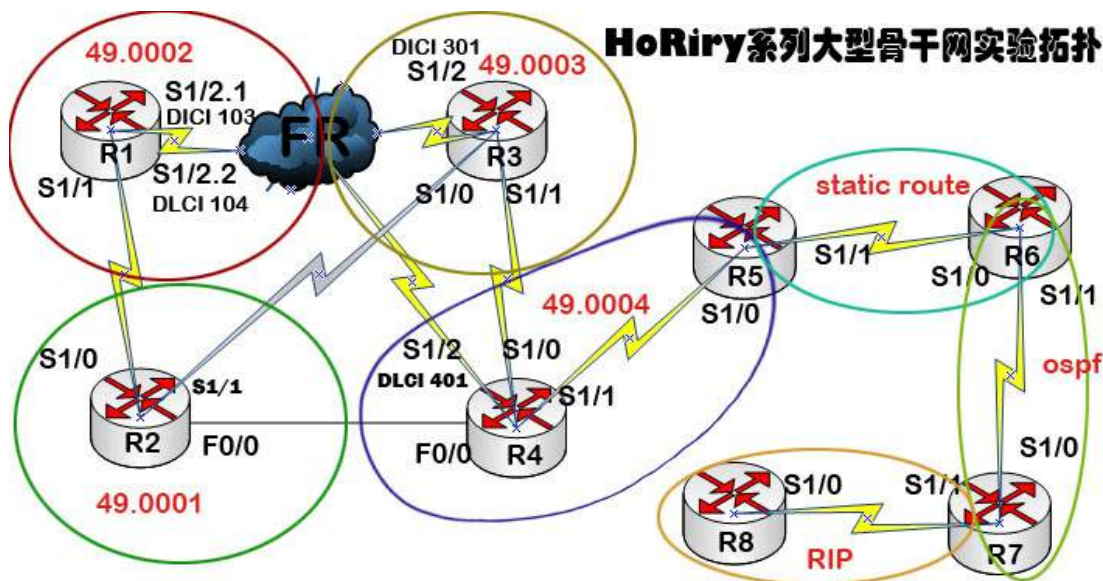 HoRiry系列大型骨干网实验拓扑
49.0002
S1/2.1
DICI 103
R1
S1/1
S1/2.2
DLCI 104
FR
DICI 301
S1/2
49.0003
R3
S1/0
S1/1
static route
R5
S1/1
R6
S1/0
S1/1
S1/0
49.0004
S1/0
S1/1
R2
F0/0
49.0001
S1/2
DLCI 401
S1/0
S1/1
F0/0
R4
ospf
S1/0
S1/1
R7
S1/0
R8
RIP